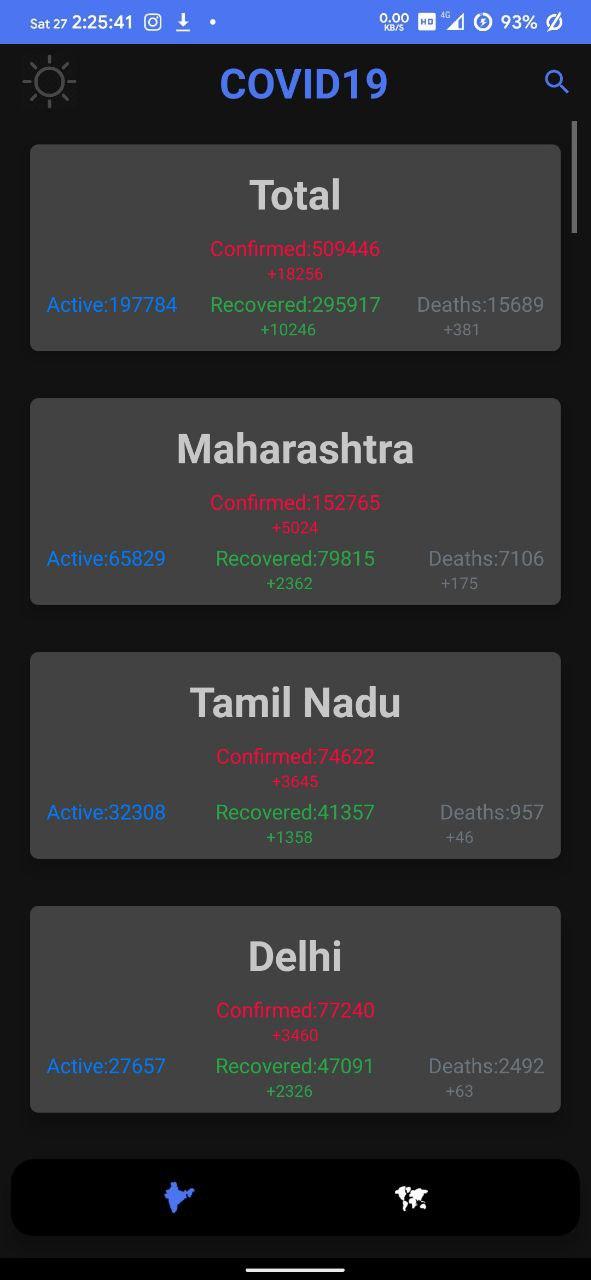 Sat 27 2:25:41 0.00 KB/S HD 4G 93%
COVID19
Total
Confirmed:509446
+18256
Active:197784 Recovered:295917 Deaths:15689
+10246 +381
Maharashtra
Confirmed:152765
+5024
Active:65829 Recovered:79815 Deaths:7106
+2362 +175
Tamil Nadu
Confirmed:74622
+3645
Active:32308 Recovered:41357 Deaths:957
+1358 +46
Delhi
Confirmed:77240
+3460
Active:27657 Recovered:47091 Deaths:2492
+2326 +63